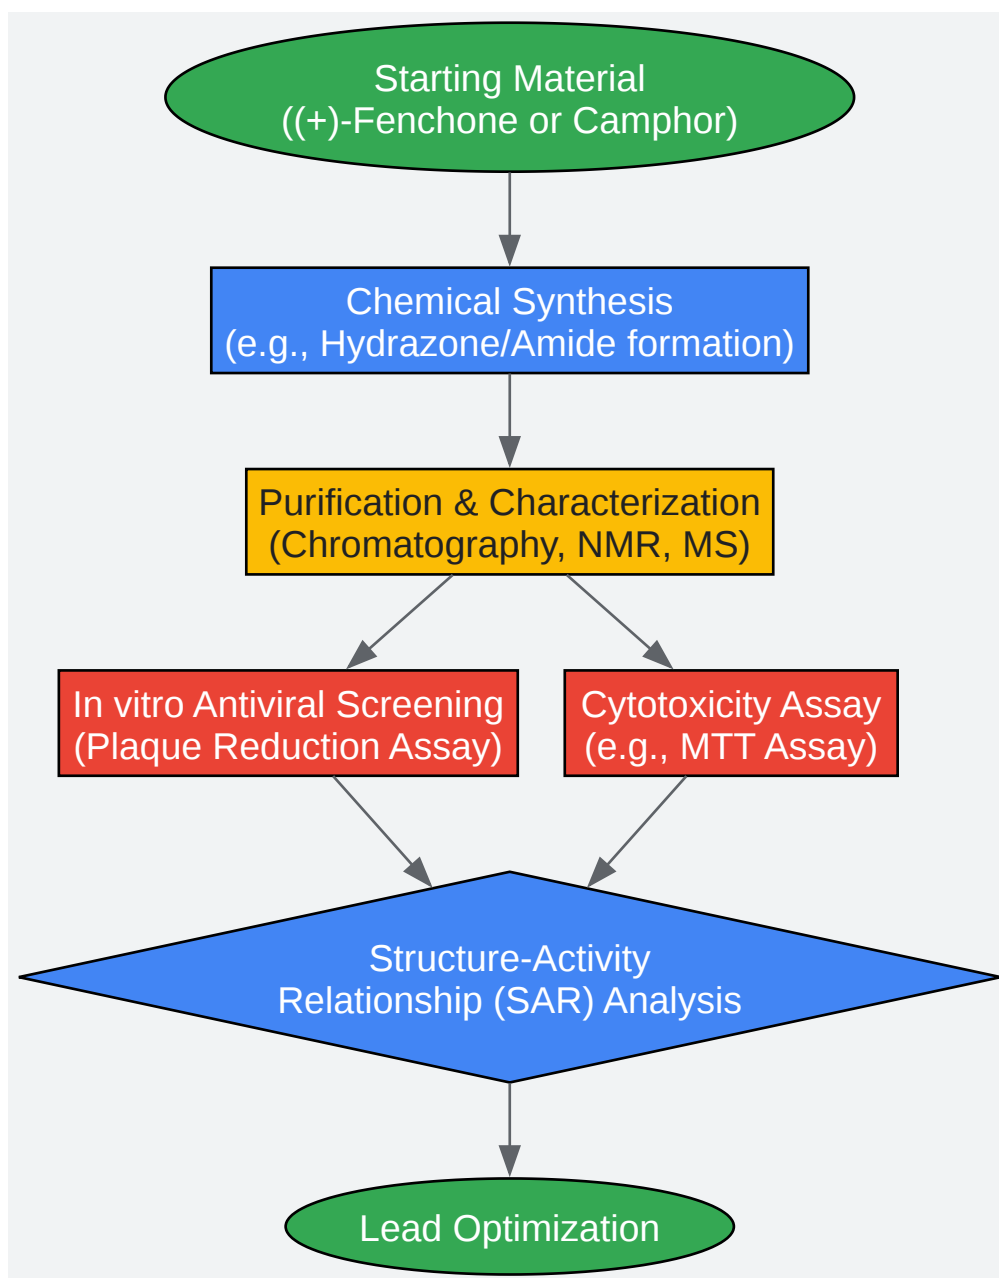 Starting Material
((+)-Fenchone or Camphor)
Chemical Synthesis
(e.g., Hydrazone/Amide formation)
Purification & Characterization
(Chromatography, NMR, MS)
In vitro Antiviral Screening
(Plaque Reduction Assay)
Cytotoxicity Assay
(e.g., MTT Assay)
Structure-Activity
Relationship (SAR) Analysis
Lead Optimization